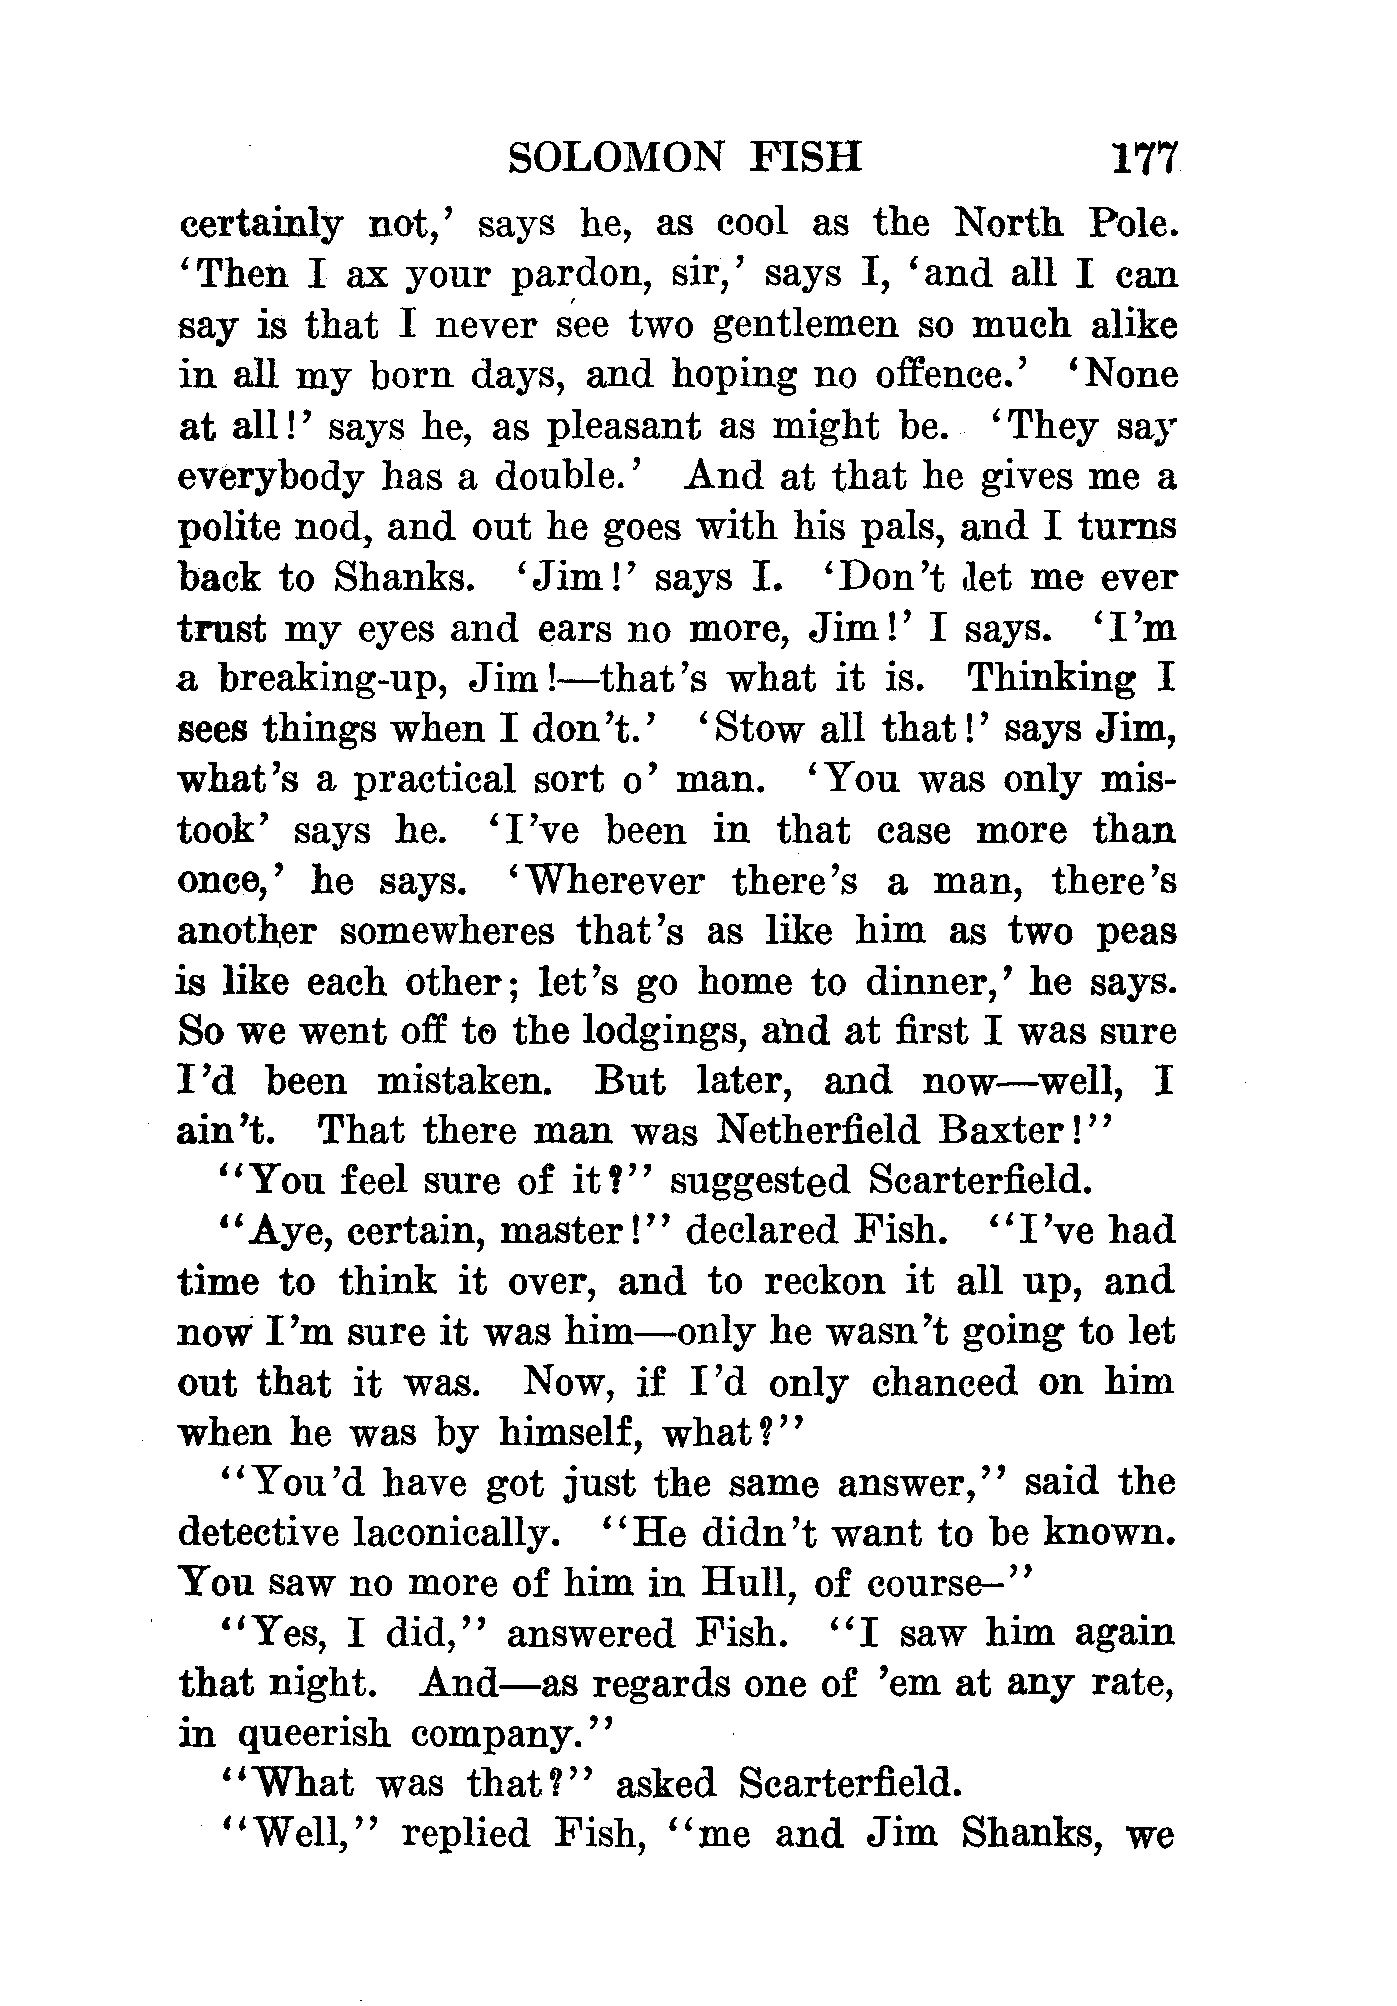 SOLOMON FISH 177
certainly not,' says he, as cool as the North Pole.
'Then I ax your pardon, sir,' says I, 'and all I can
say is that I never see two gentlemen so much alike
in all my born days, and hoping no offence.' 'None
at all!' says he, as pleasant as might be. 'They say
everybody has a double.' And at that he gives me a
polite nod, and out he goes with his pals, and I turns
back to Shanks. 'Jim!' says I. 'Don't let me ever
trust my eyes and ears no more, Jim!' I says. 'I'm
a breaking-up, Jim!—that's what it is. Thinking I
sees things when I don't.' 'Stow all that!' says Jim,
what's a practical sort o' man. 'You was only mis-
took' says he. 'I've been in that case more than
once,' he says. 'Wherever there's a man, there's
another somewheres that's as like him as two peas
is like each other; let's go home to dinner,' he says.
So we went off to the lodgings, and at first I was sure
I'd been mistaken. But later, and now—well, I
ain't. That there man was Netherfield Baxter!"
"You feel sure of it?" suggested Scarterfield.
"Aye, certain, master!" declared Fish. "I've had
time to think it over, and to reckon it all up, and
now I'm sure it was him—only he wasn't going to let
out that it was. Now, if I'd only chanced on him
when he was by himself, what?"
"You'd have got just the same answer," said the
detective laconically. "He didn't want to be known.
You saw no more of him in Hull, of course–"
"Yes, I did," answered Fish. "I saw him again
that night. And—as regards one of 'em at any rate,
in queerish company."
"What was that?" asked Scarterfield.
"Well," replied Fish, "me and Jim Shanks, we